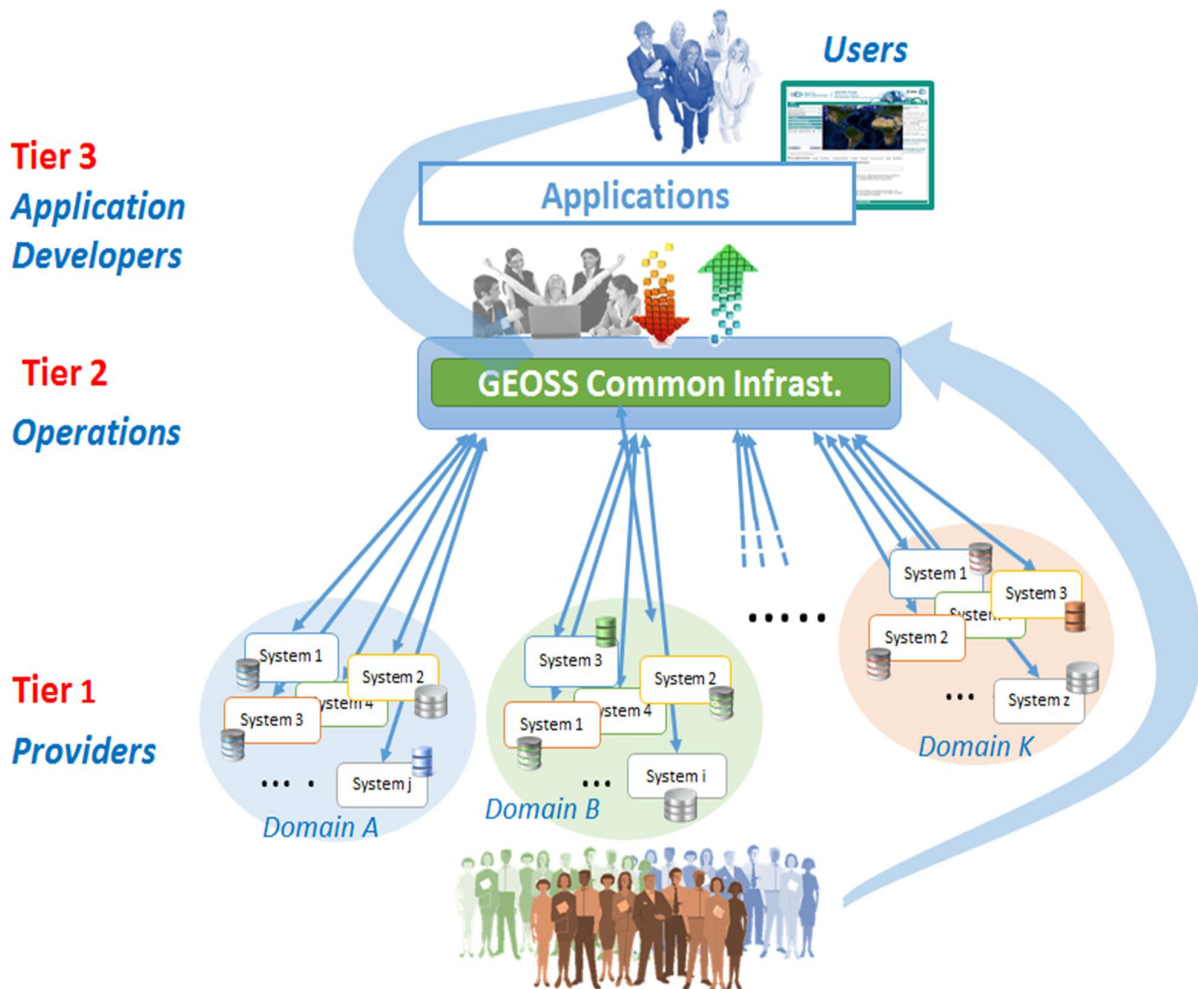 Users
Tier 3
Application
Developers
Applications
Tier 2
Operations
GEOSS Common Infrast.
Tier 1
Providers
System 1
System 2
System 3
System 4
System j
Domain A
System 3
System 2
System 1
System 4
System i
Domain B
System 1
System 3
System 2
System z
Domain K